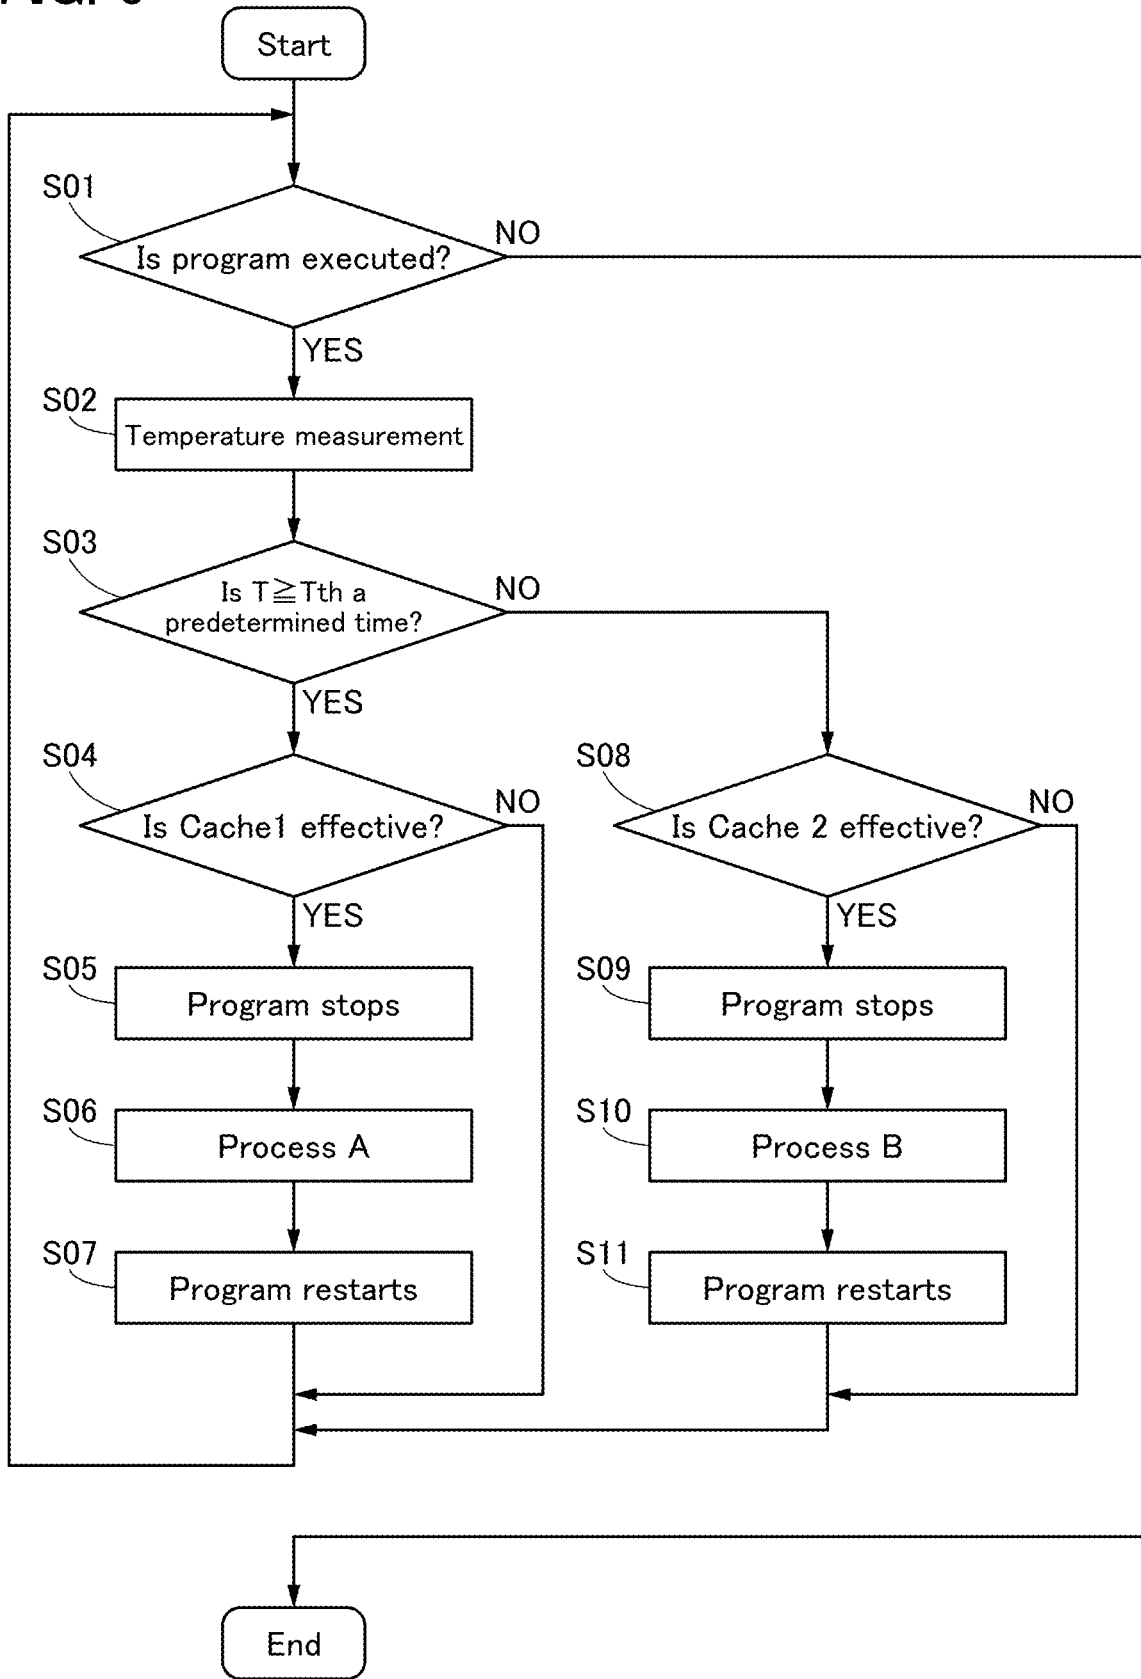 Start
S01
Is program executed?
NO
YES
S02
Temperature measurement
S03
Is T≧Tth a
predetermined time?
NO
YES
S04
Is Cache1 effective?
NO
YES
S08
Is Cache 2 effective?
NO
YES
S05
Program stops
S09
Program stops
S06
Process A
S10
Process B
S07
Program restarts
S11
Program restarts
End